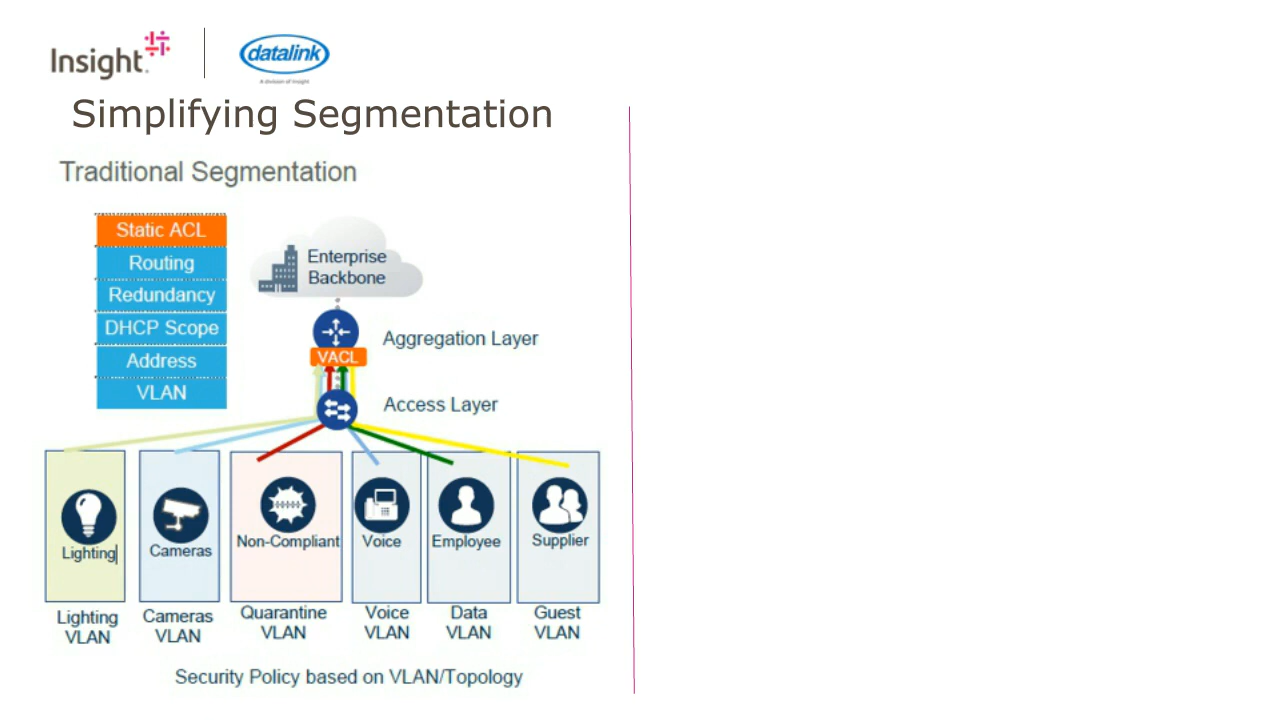 Insight.
datalink
A division of Insight
Simplifying Segmentation
Traditional Segmentation
Static ACL
Routing
Redundancy
DHCP Scope
Address
VLAN
Enterprise
Backbone
Aggregation Layer
VACL
Access Layer
Lighting
Cameras
Non-Compliant
Voice
Employee
Supplier
Lighting
VLAN
Cameras
VLAN
Quarantine
VLAN
Voice
VLAN
Data
VLAN
Guest
VLAN
Security Policy based on VLAN/Topology